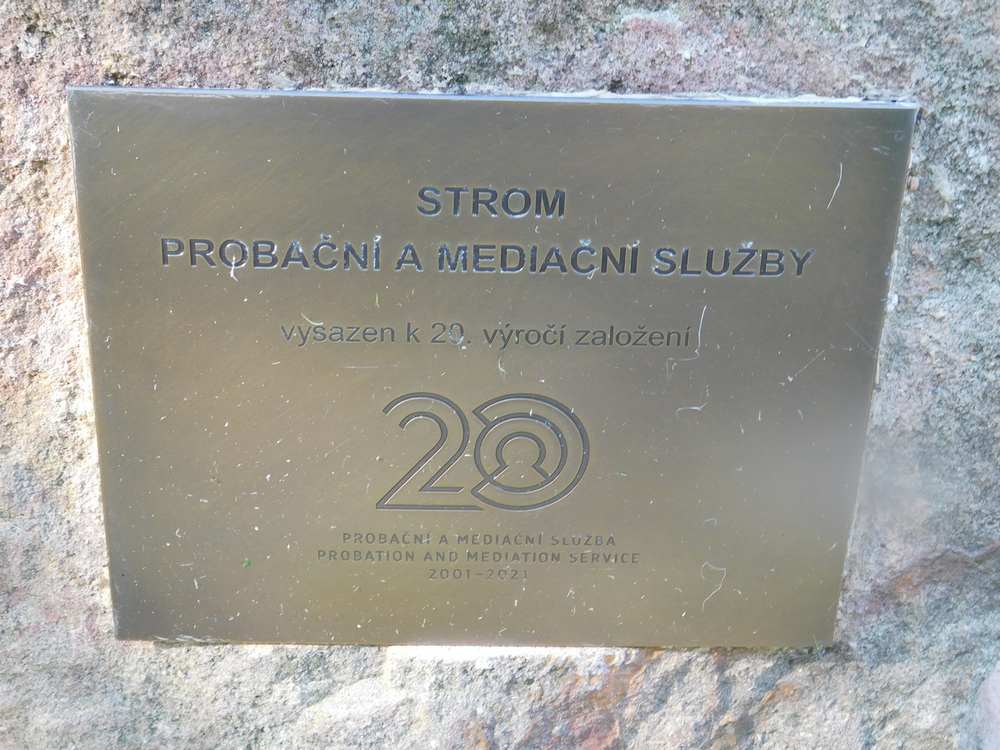 STROM
PROBAČNÍ A MEDIAČNÍ SLUŽBY
vysazen k 20. výročí založení
20
PROBAČNÍ A MEDIAČNÍ SLUŽBA
PROBATION AND MEDIATION SERVICE
2001–2021